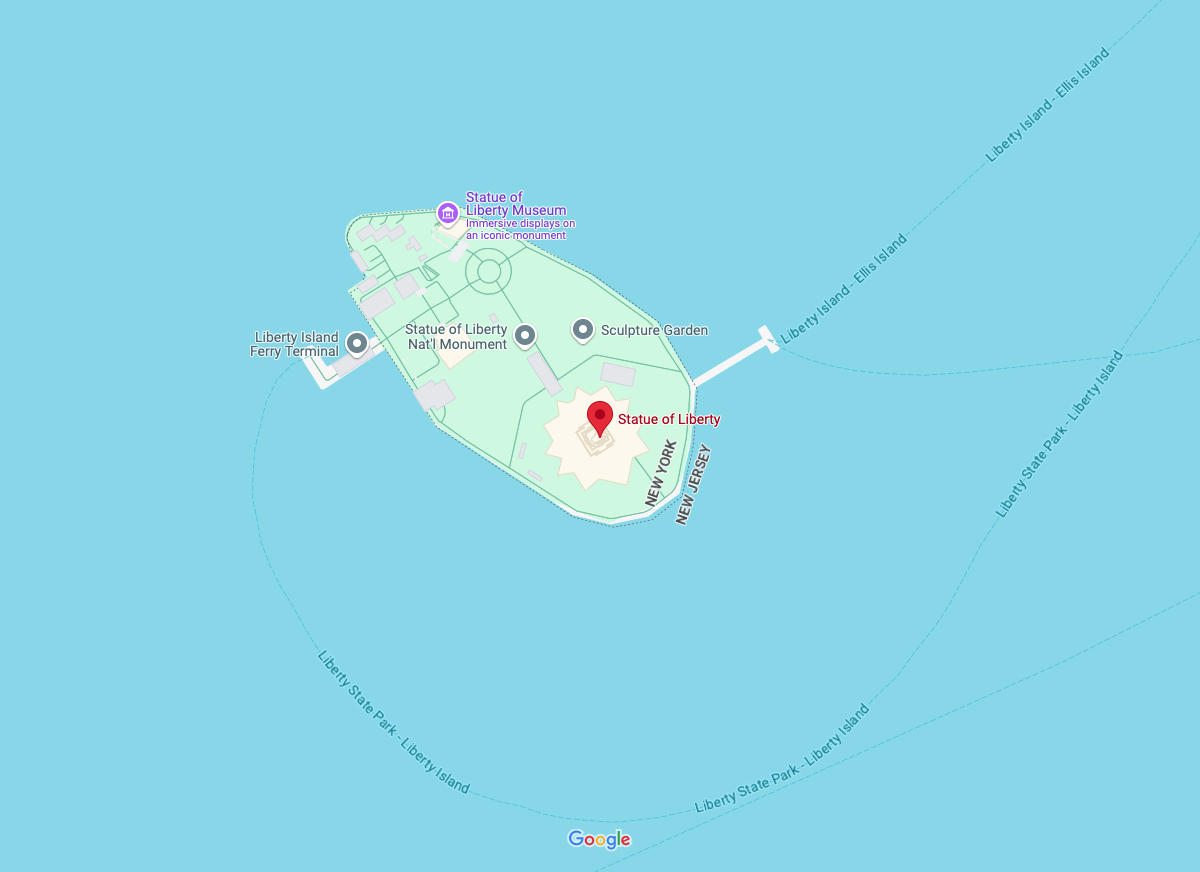 Liberty Island - Ellis Island
Statue of
Liberty Museum
Immersive displays on
an iconic monument
Liberty Island - Ellis Island
Liberty Island
Ferry Terminal
Statue of Liberty
Nat'l Monument
Sculpture Garden
Statue of Liberty
NEW YORK
NEW JERSEY
Liberty State Park - Liberty Island
Liberty State Park - Liberty Island
Liberty State Park - Liberty Island
Google